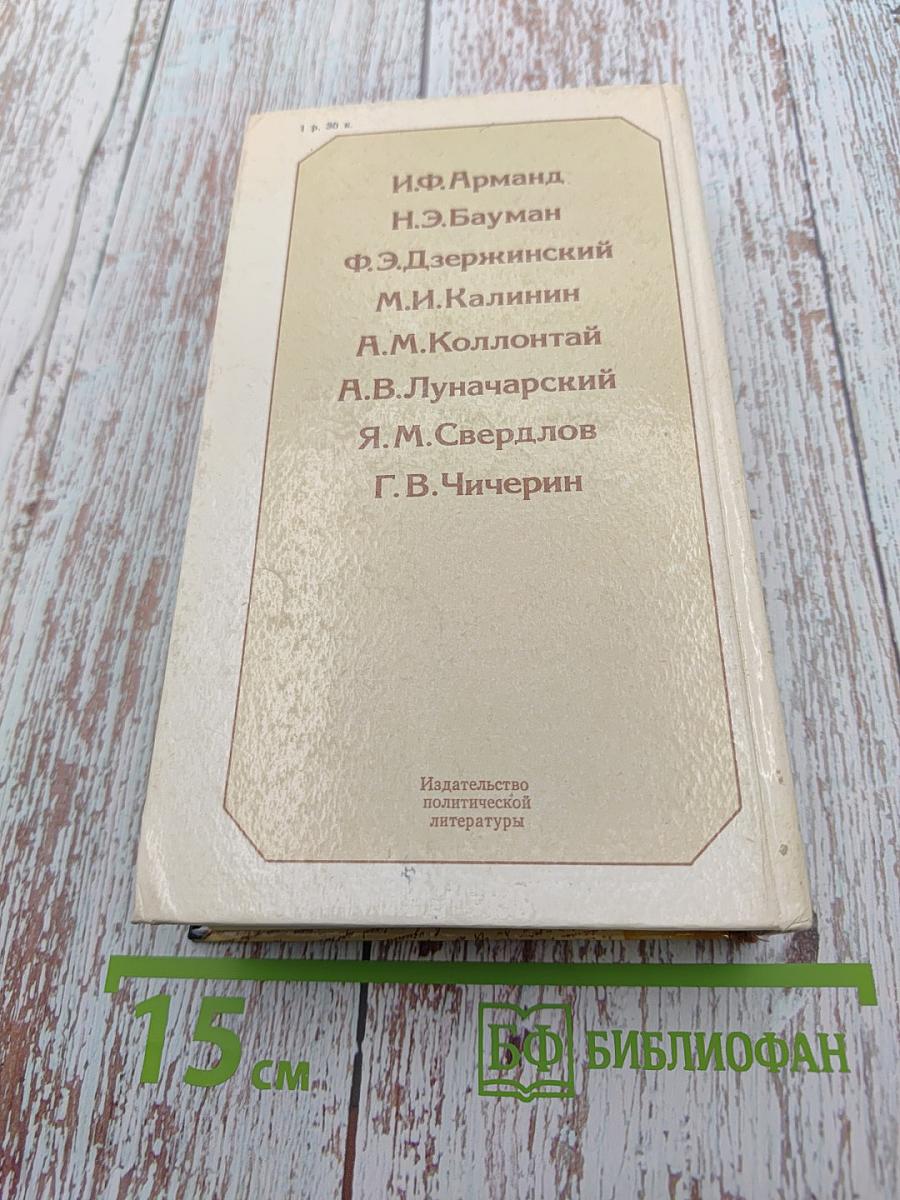 1 р. 30 к.
И.Ф.Арманд
Н.Э.Бауман
Ф.Э.Дзержинский
М.И.Калинин
А.М.Коллонтай
А.В.Луначарский
Я.М.Свердлов
Г.В.Чичерин
Издательство
политической
литературы
15 см
БФ БИБЛИОФАН